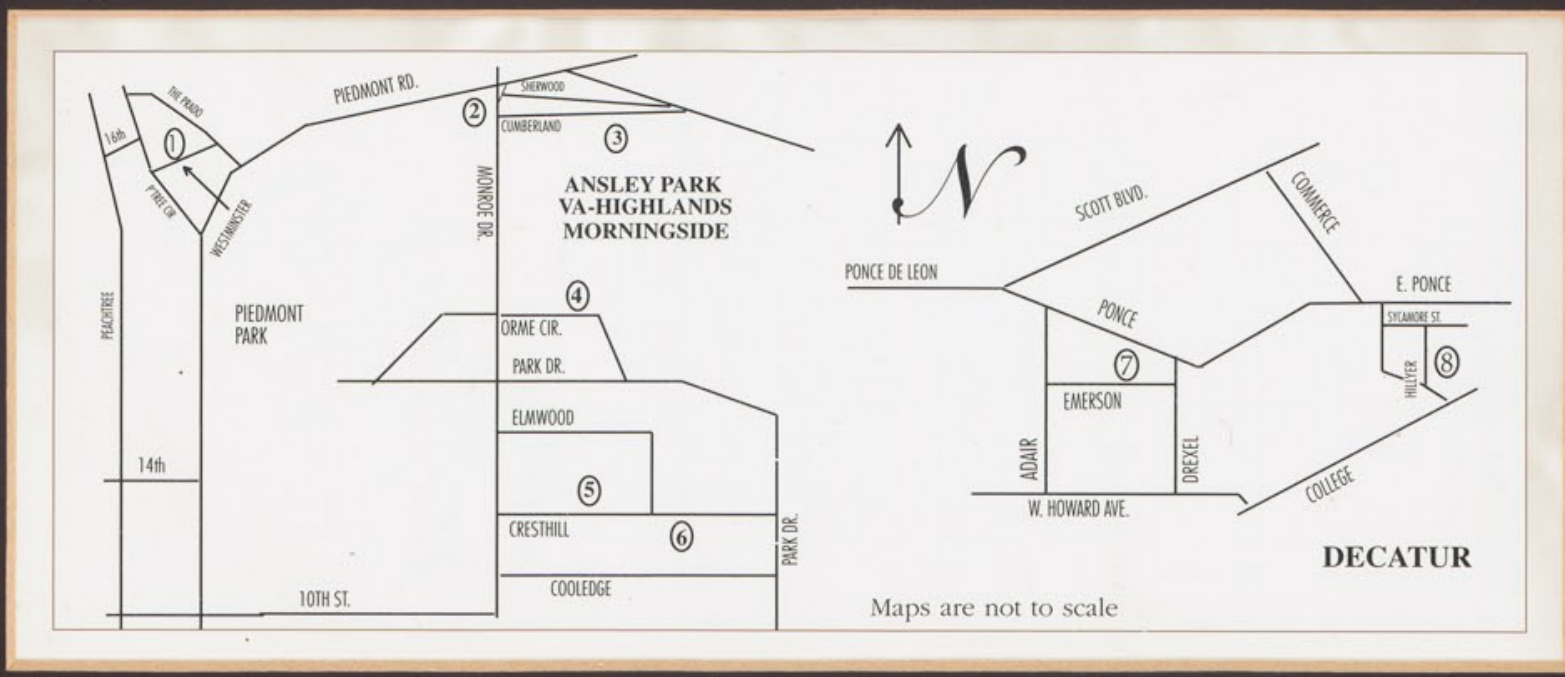 PIEDMONT RD.
SHERWOOD
THE PRADO
②
CUMBERLAND
③
16th
①
P'TREE CIR
WESTMINSTER
MONROE DR.
ANSLEY PARK
VA-HIGHLANDS
MORNINGSIDE
PEACHTREE
PIEDMONT
PARK
④
ORME CIR.
PARK DR.
ELMWOOD
14th
⑤
CRESTHILL
⑥
PARK DR.
COOLEDGE
10TH ST.
N
SCOTT BLVD.
COMMERCE
PONCE DE LEON
E. PONCE
PONCE
SYCAMORE ST.
⑦
⑧
HILLYER
EMERSON
ADAIR
DREXEL
COLLEGE
W. HOWARD AVE.
DECATUR
Maps are not to scale